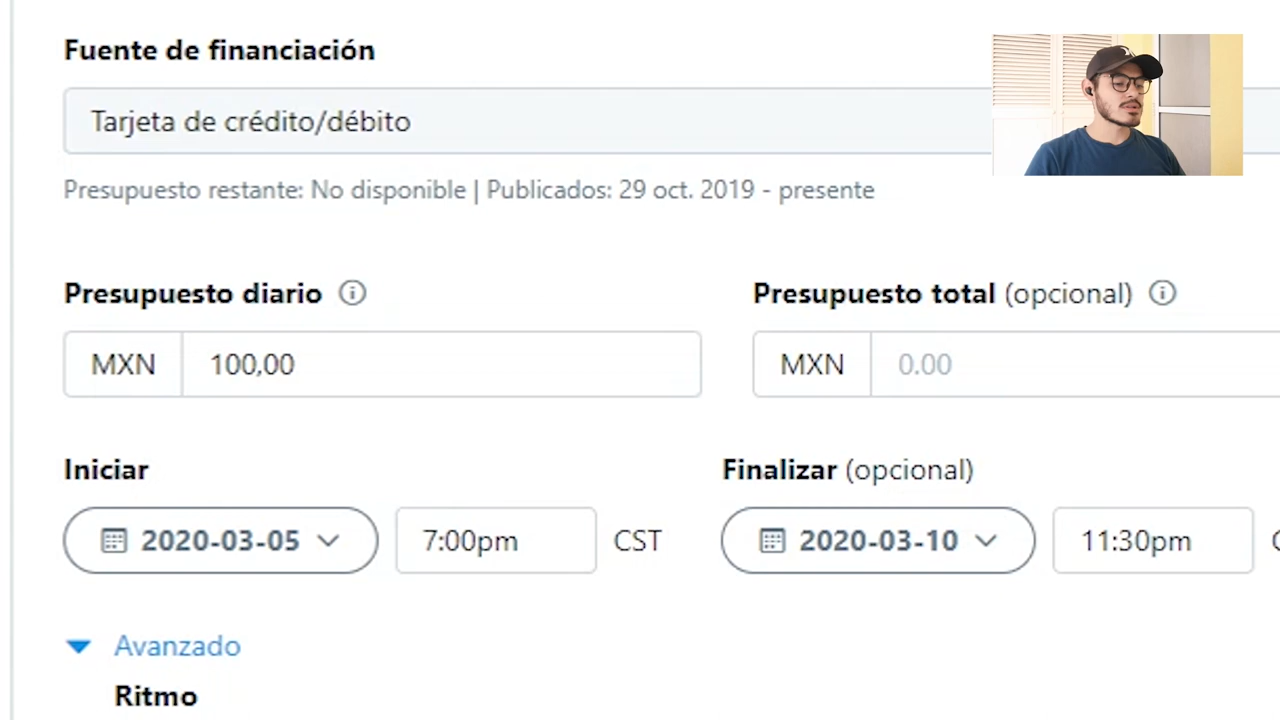 Fuente de financiación
Tarjeta de crédito/débito
Presupuesto restante: No disponible | Publicados: 29 oct. 2019 - presente
Presupuesto diario
Presupuesto total (opcional)
MXN 100,00
MXN 0.00
Iniciar
Finalizar (opcional)
2020-03-05 7:00pm CST
2020-03-10 11:30pm
Avanzado
Ritmo